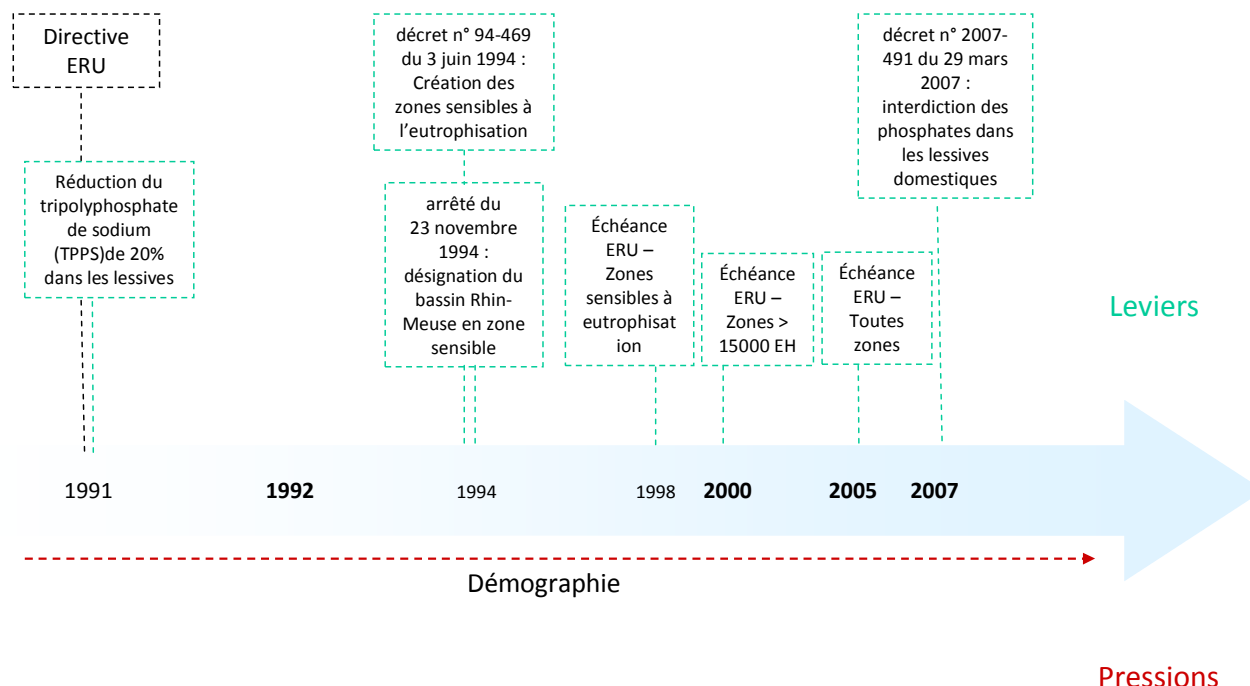 Directive
ERU
Réduction du
tripolyphosphate
de sodium
(TPPS)de 20%
dans les lessives
décret n° 94-469
du 3 juin 1994 :
Création des
zones sensibles à
l'eutrophisation
arrêté du
23 novembre
1994 :
désignation du
bassin Rhin-
Meuse en zone
sensible
Échéance
ERU –
Zones
sensibles à
eutrophisat
ion
Échéance
ERU –
Zones >
15000 EH
Échéance
ERU –
Toutes
zones
décret n° 2007-
491 du 29 mars
2007 :
interdiction des
phosphates dans
les lessives
domestiques
Leviers
1991 1992 1994 1998 2000 2005 2007
Démographie
Pressions